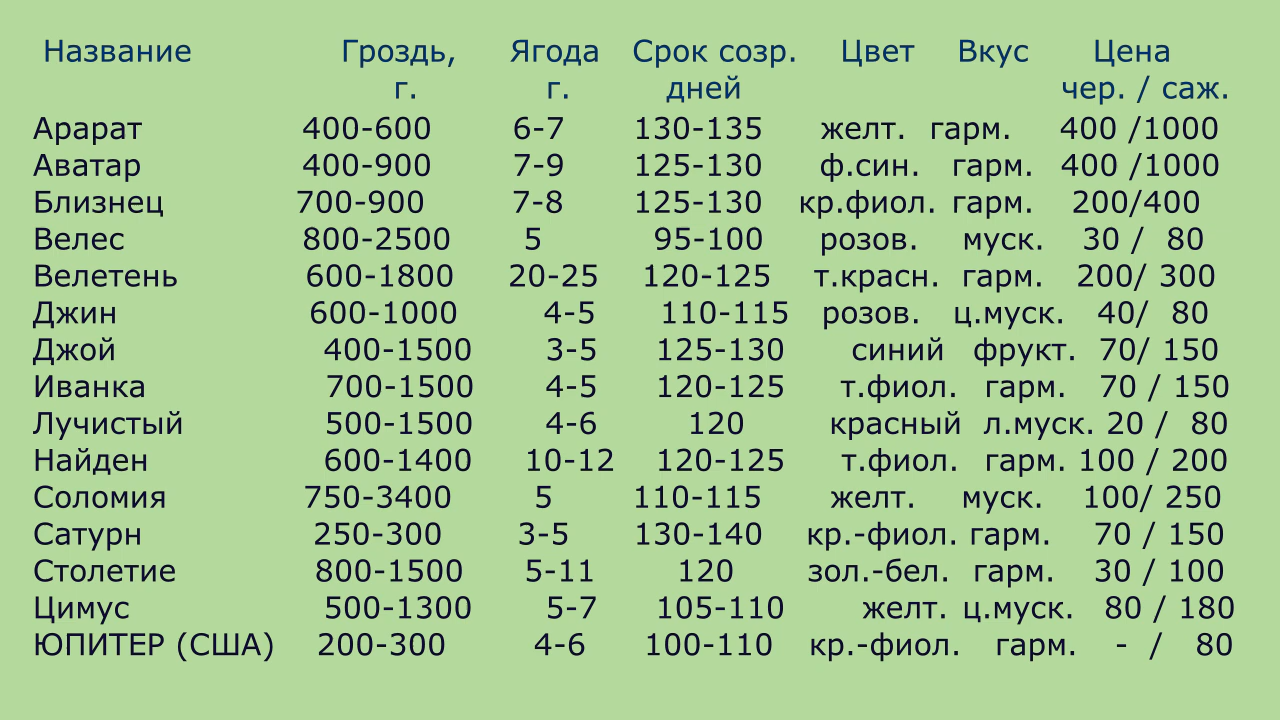 Название Гроздь, Ягода Срок созр. Цвет Вкус Цена
г. г. дней чер. / саж.
Арарат 400-600 6-7 130-135 желт. гарм. 400 /1000
Аватар 400-900 7-9 125-130 ф.син. гарм. 400 /1000
Близнец 700-900 7-8 125-130 кр.фиол. гарм. 200/400
Велес 800-2500 5 95-100 розов. муск. 30 / 80
Велетень 600-1800 20-25 120-125 т.красн. гарм. 200/ 300
Джин 600-1000 4-5 110-115 розов. ц.муск. 40/ 80
Джой 400-1500 3-5 125-130 синий фрукт. 70/ 150
Иванка 700-1500 4-5 120-125 т.фиол. гарм. 70 / 150
Лучистый 500-1500 4-6 120 красный л.муск. 20 / 80
Найден 600-1400 10-12 120-125 т.фиол. гарм. 100 / 200
Соломия 750-3400 5 110-115 желт. муск. 100/ 250
Сатурн 250-300 3-5 130-140 кр.-фиол. гарм. 70 / 150
Столетие 800-1500 5-11 120 зол.-бел. гарм. 30 / 100
Цимус 500-1300 5-7 105-110 желт. ц.муск. 80 / 180
ЮПИТЕР (США) 200-300 4-6 100-110 кр.-фиол. гарм. - / 80